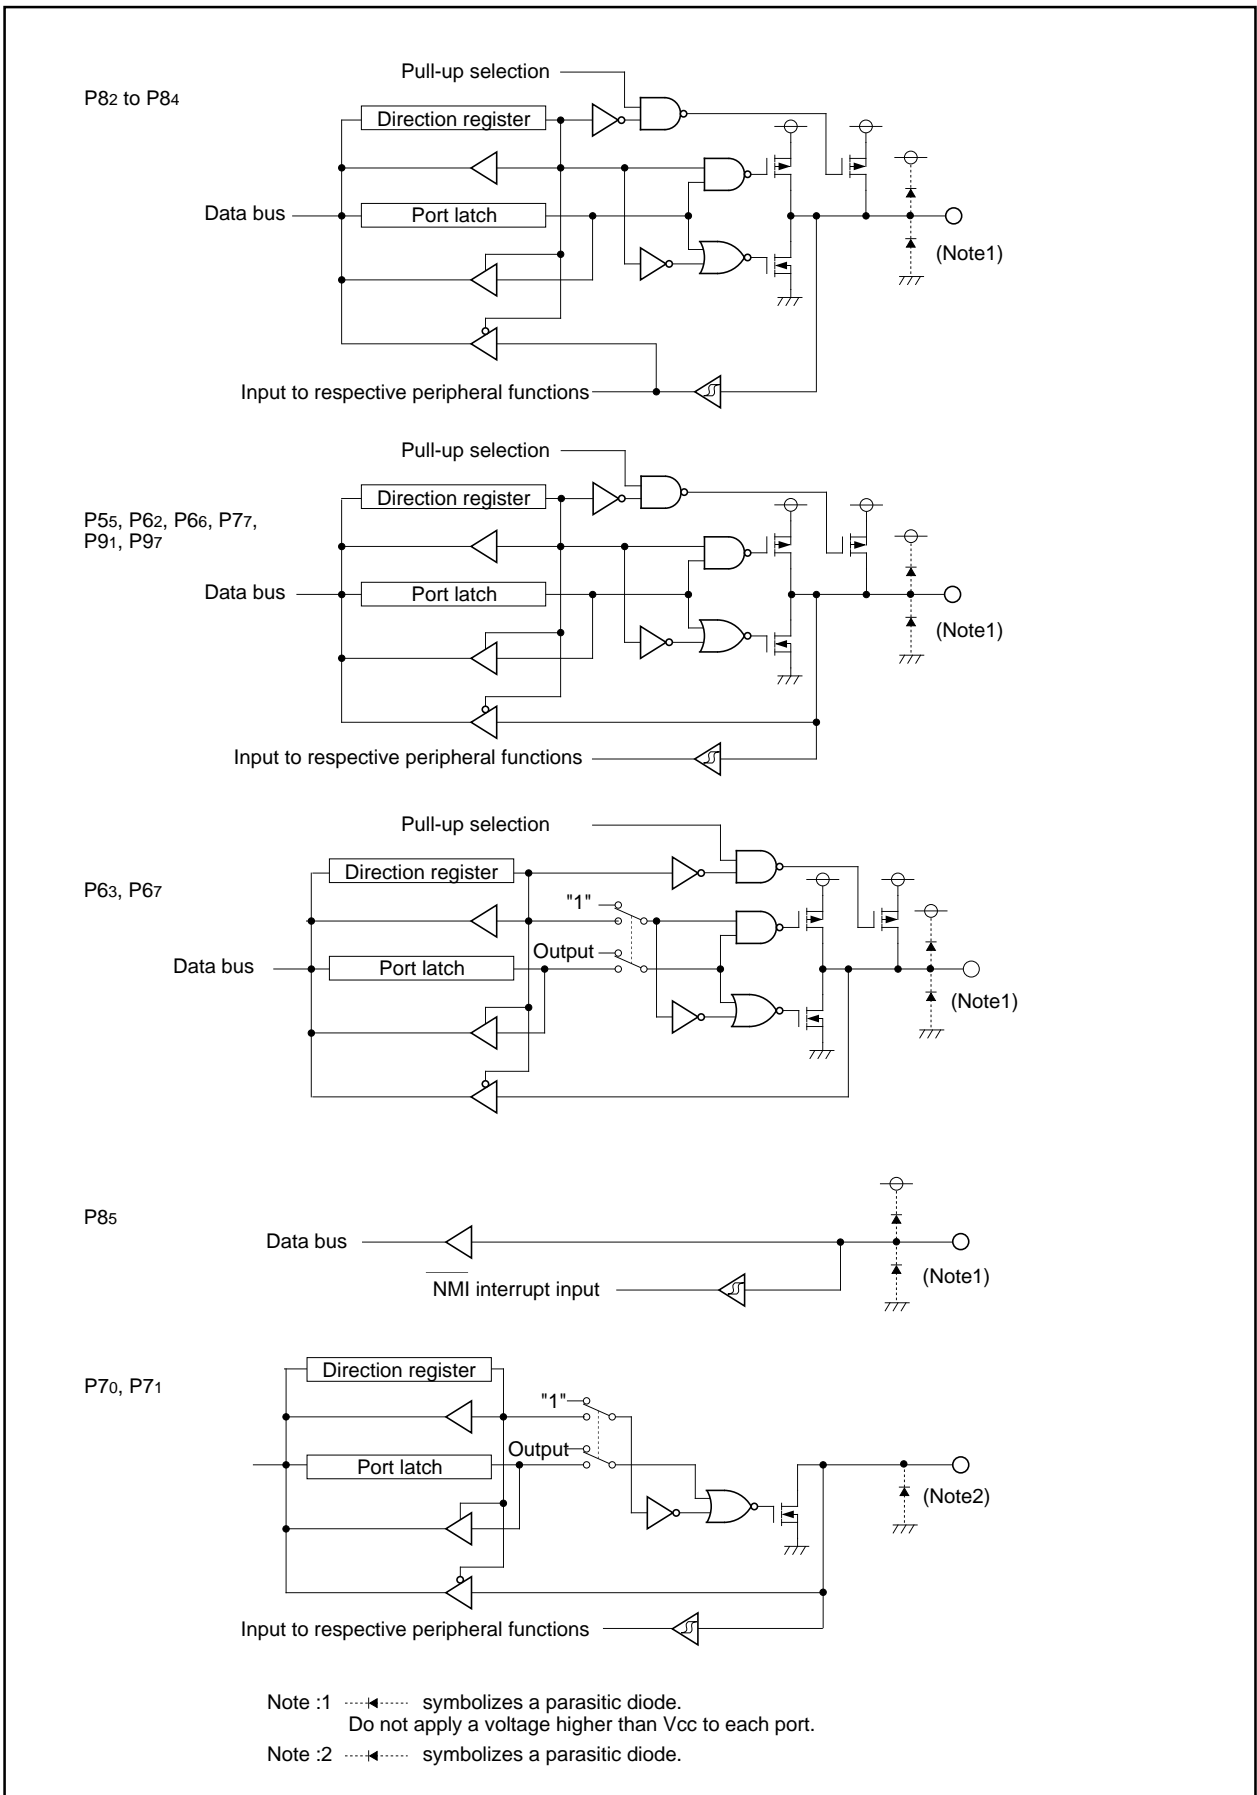 Pull-up selection
P82 to P84
Direction register
Data bus
Port latch
(Note1)
Input to respective peripheral functions
Pull-up selection
Direction register
P55, P62, P66, P77,
P91, P97
Data bus
Port latch
(Note1)
Input to respective peripheral functions
Pull-up selection
Direction register
P63, P67
"1"
Output
Data bus
Port latch
(Note1)
P85
Data bus
(Note1)
NMI interrupt input
Direction register
P70, P71
"1"
Output
Port latch
(Note2)
Input to respective peripheral functions
Note :1 symbolizes a parasitic diode.
Do not apply a voltage higher than Vcc to each port.
Note :2 symbolizes a parasitic diode.